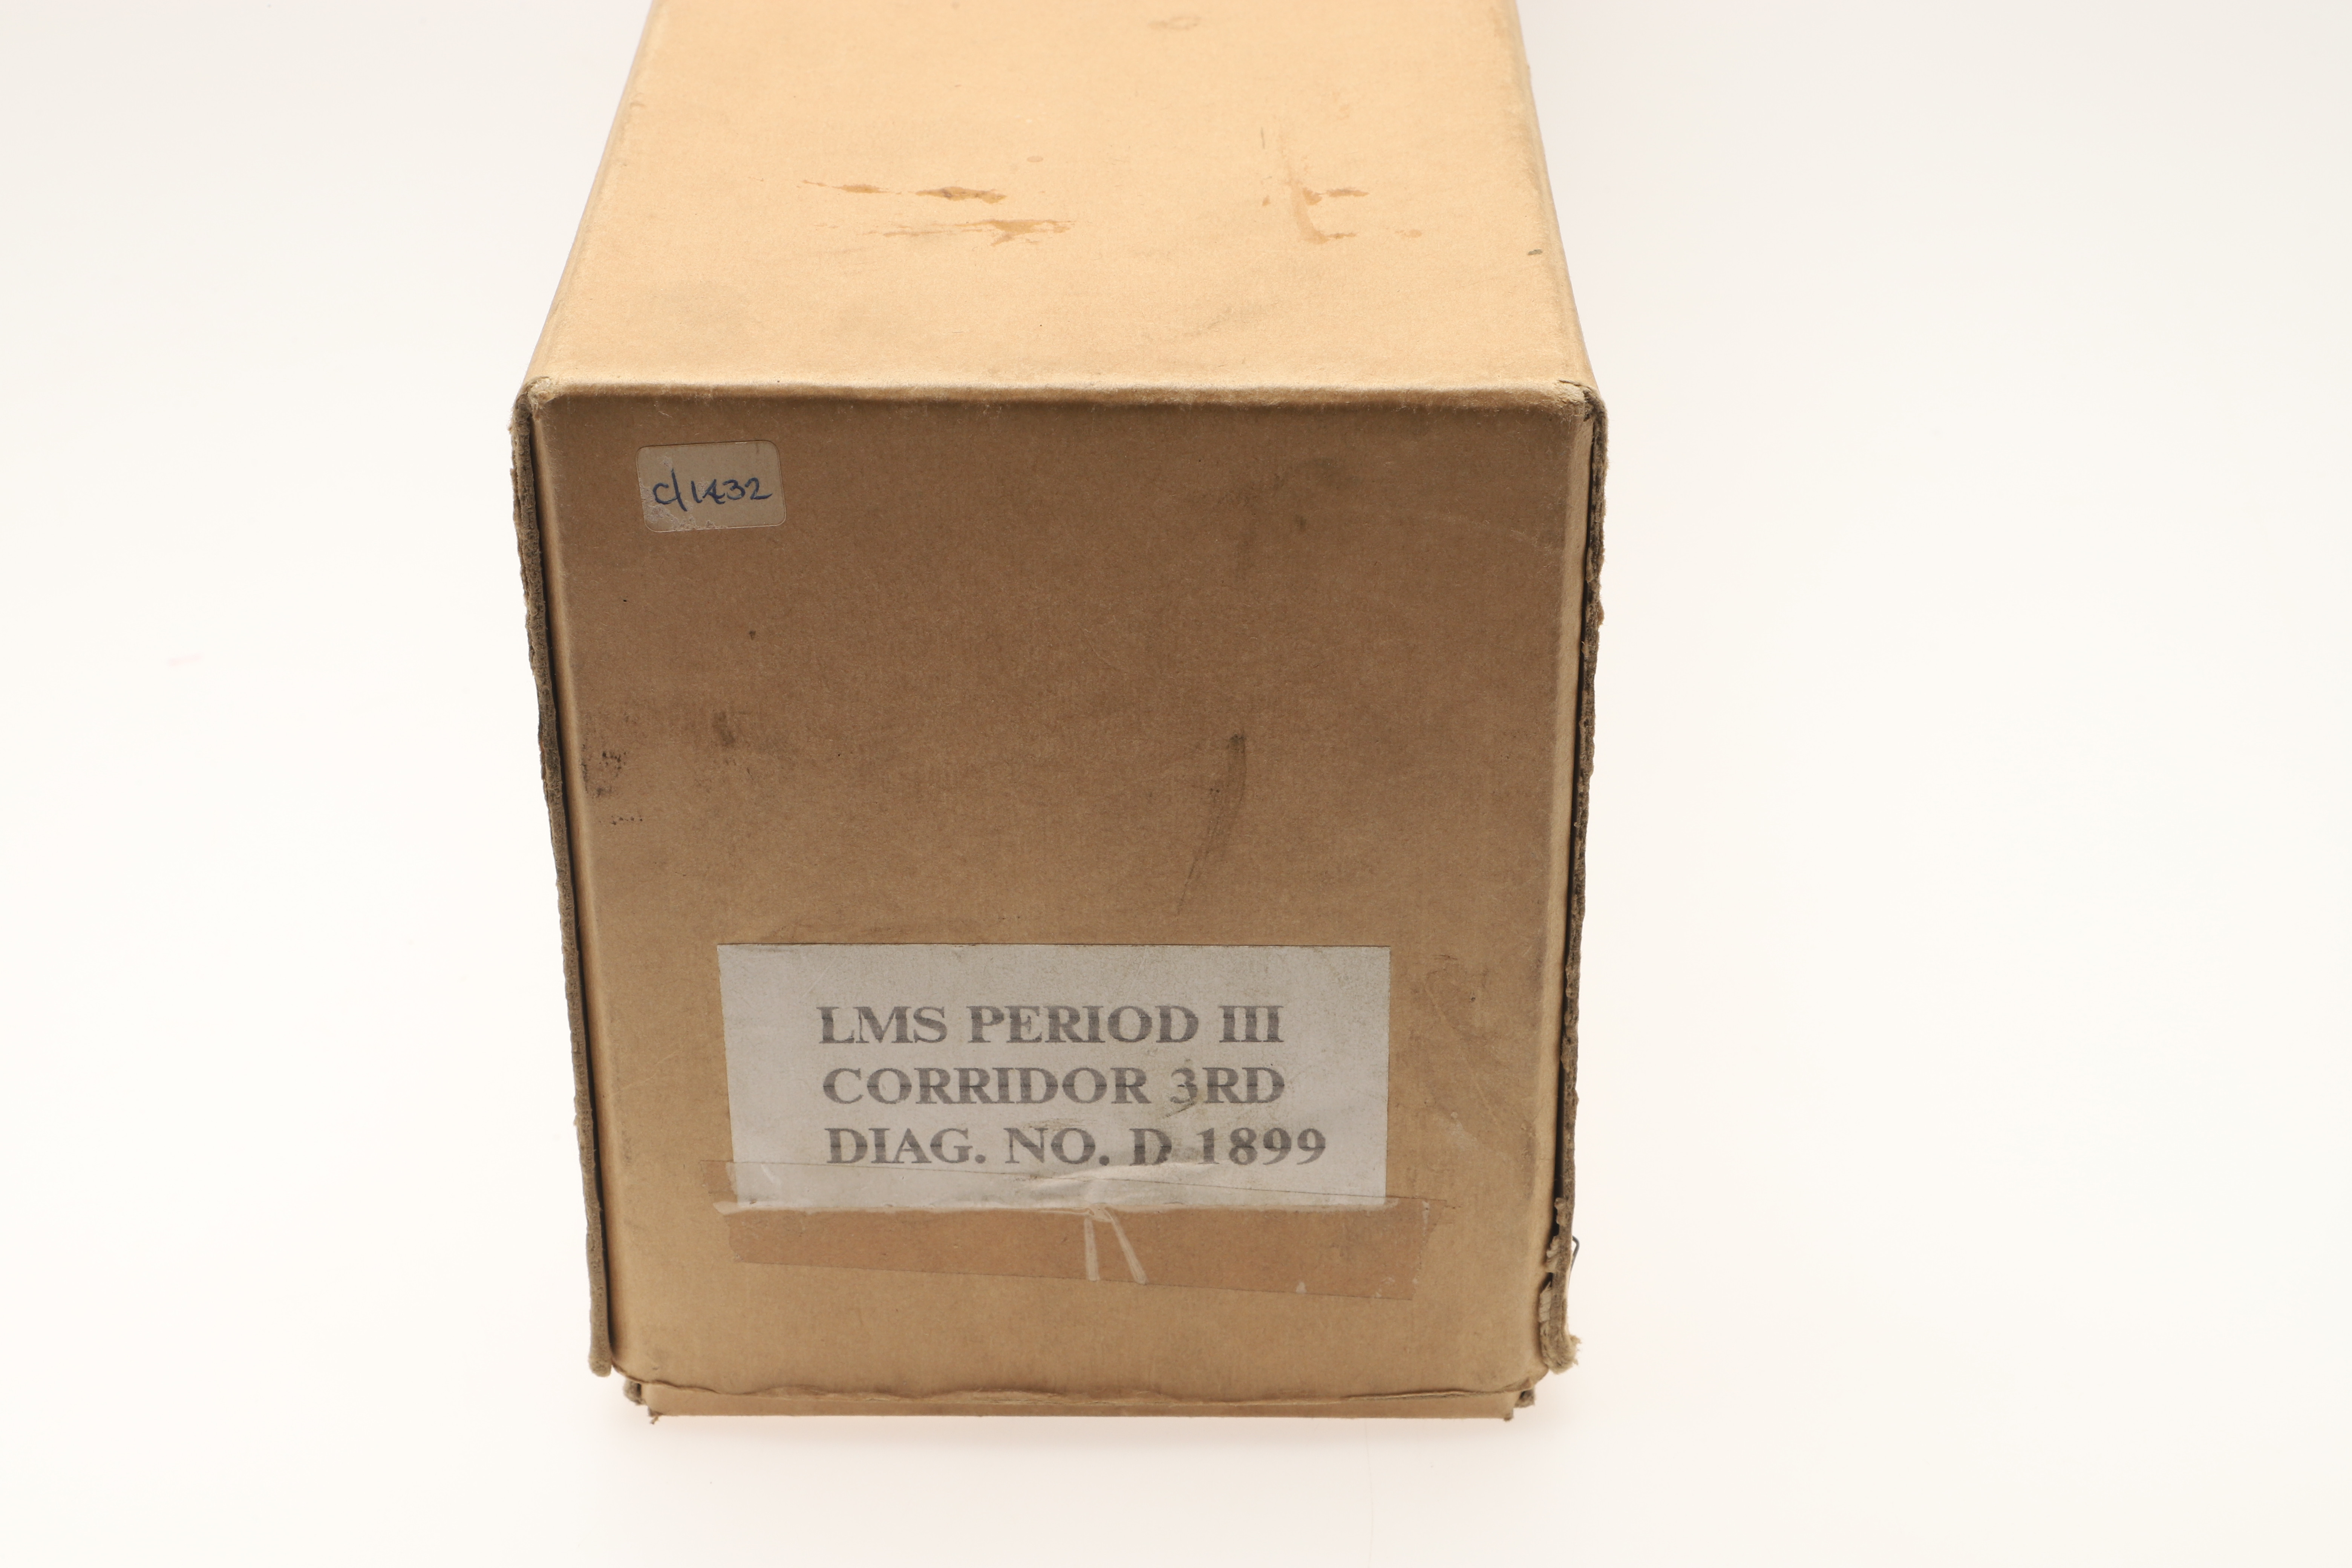 c/1432
LMS PERIOD III
CORRIDOR 3RD
DIAG. NO. D 1899